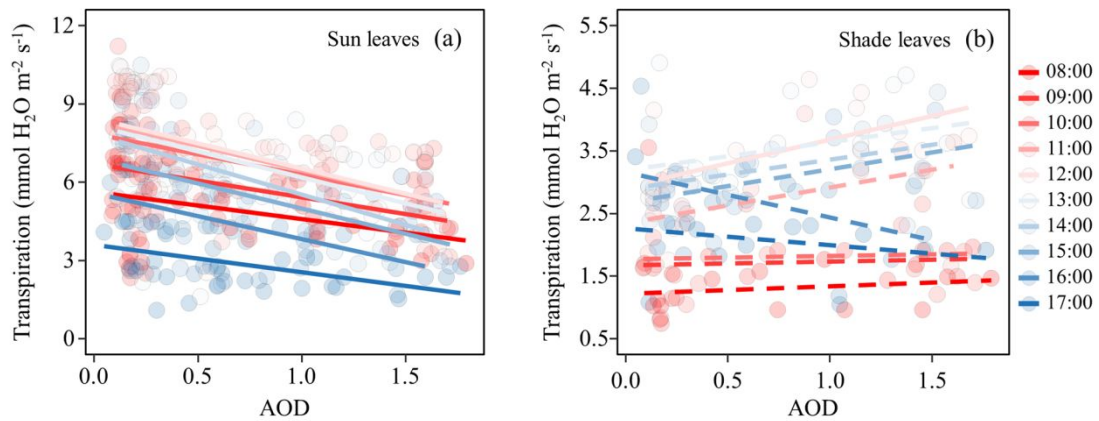 Transpiration (mmol H₂O m⁻² s⁻¹)
12
9
6
3
0
Sun leaves (a)
0.0 0.5 1.0 1.5
AOD
Transpiration (mmol H₂O m⁻² s⁻¹)
5.5
4.5
3.5
2.5
1.5
0.5
Shade leaves (b)
0.0 0.5 1.0 1.5
AOD
08:00
09:00
10:00
11:00
12:00
13:00
14:00
15:00
16:00
17:00